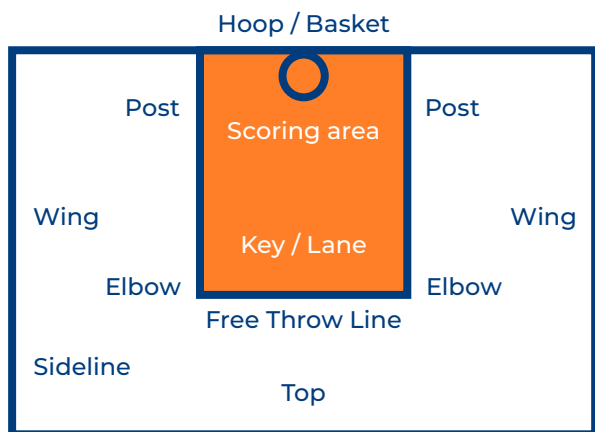 Hoop / Basket
Post
Post
Scoring area
Wing
Wing
Key / Lane
Elbow
Elbow
Free Throw Line
Sideline
Top